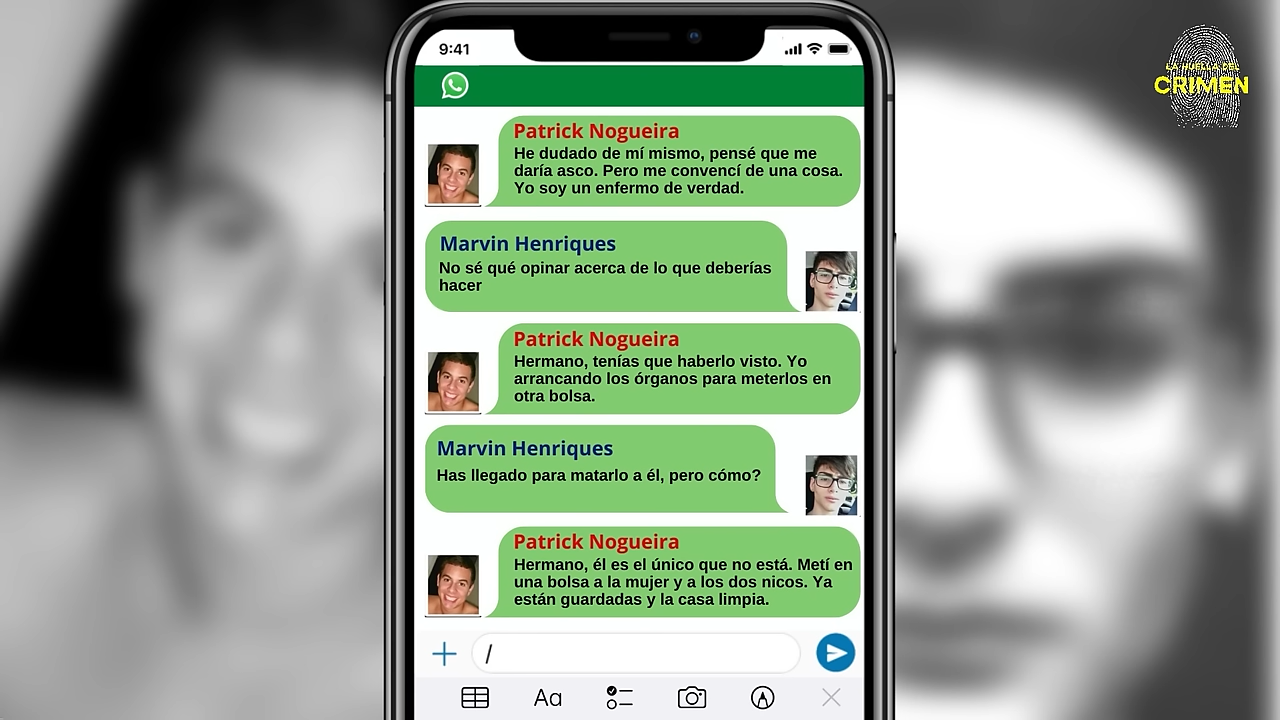 9:41
LA HUELLA DEL
CRIMEN
Patrick Nogueira
He dudado de mí mismo, pensé que me
daría asco. Pero me convencí de una cosa.
Yo soy un enfermo de verdad.
Marvin Henriques
No sé qué opinar acerca de lo que deberías
hacer
Patrick Nogueira
Hermano, tenías que haberlo visto. Yo
arrancando los órganos para meterlos en
otra bolsa.
Marvin Henriques
Has llegado para matarlo a él, pero cómo?
Patrick Nogueira
Hermano, él es el único que no está. Metí en
una bolsa a la mujer y a los dos nicos. Ya
están guardadas y la casa limpia.
/
Aa